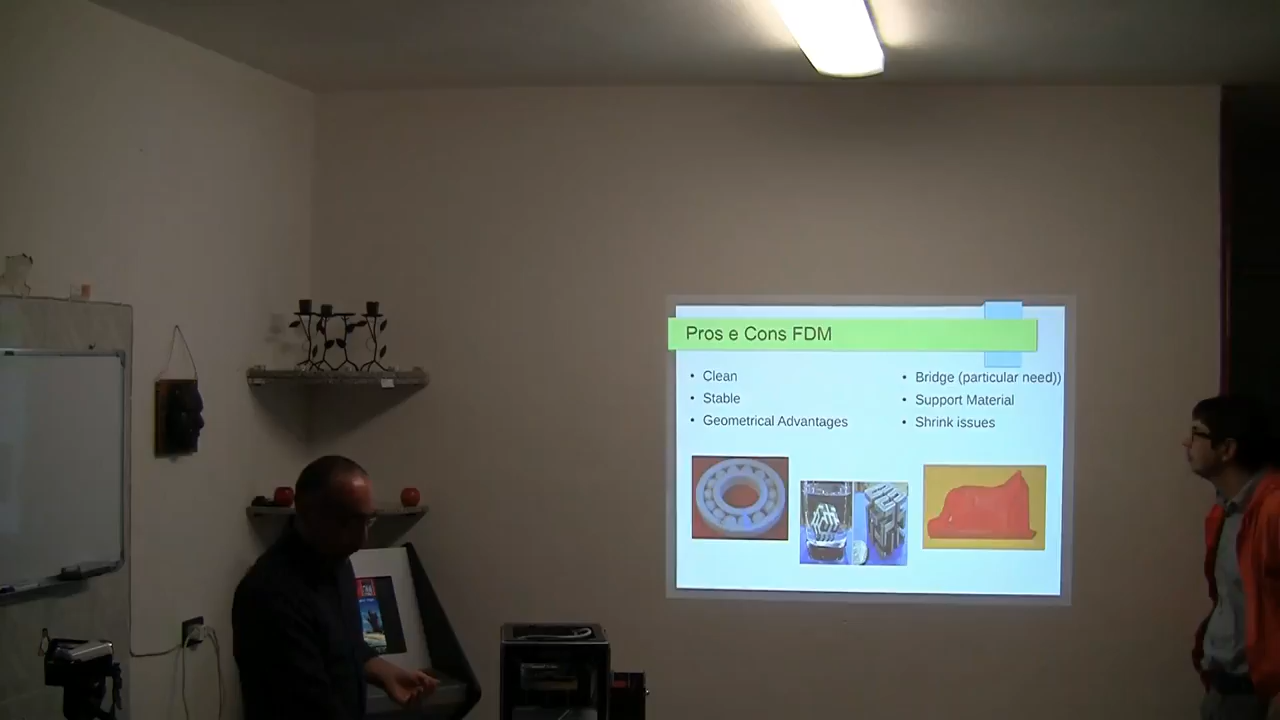 Pros e Cons FDM
• Clean
• Stable
• Geometrical Advantages
• Bridge (particular need))
• Support Material
• Shrink issues